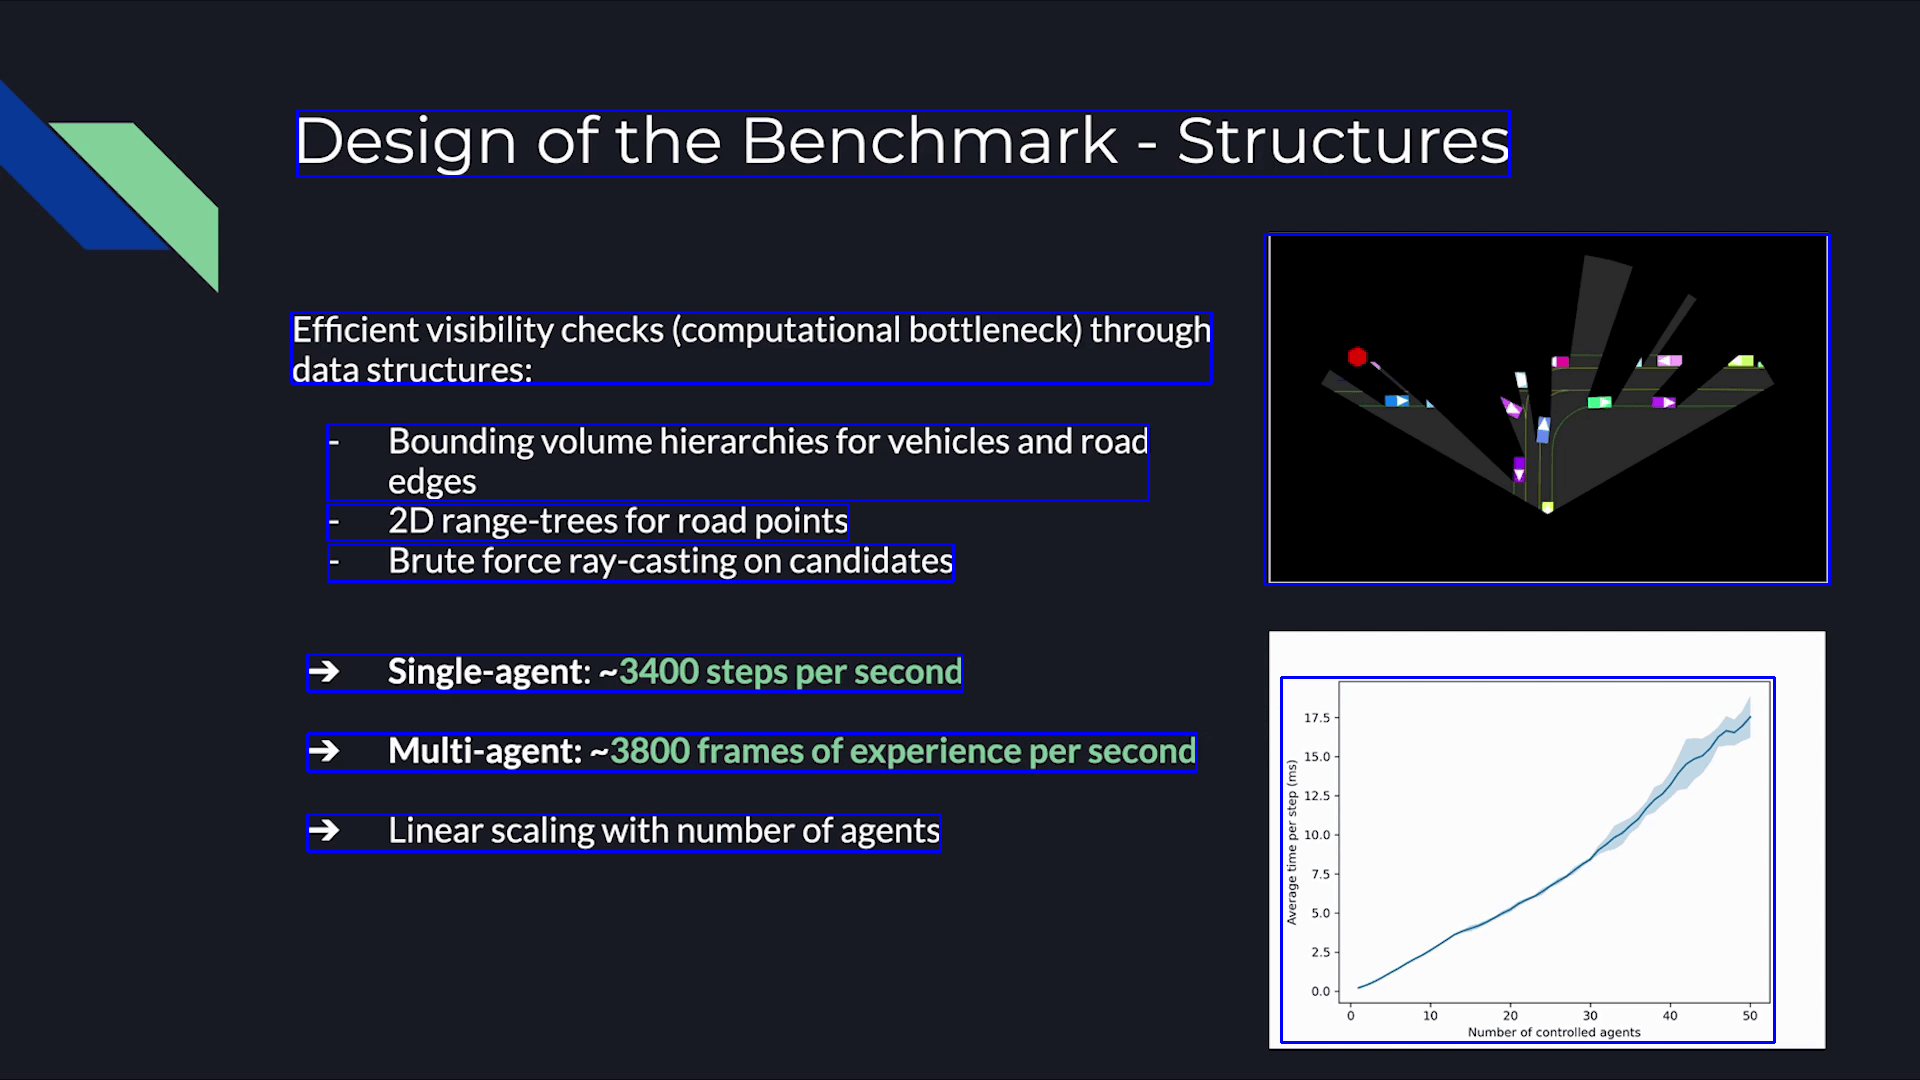 Design of the Benchmark - Structures
Efficient visibility checks (computational bottleneck) through
data structures:
- Bounding volume hierarchies for vehicles and road
edges
- 2D range-trees for road points
- Brute force ray-casting on candidates
➔ Single-agent: ~3400 steps per second
➔ Multi-agent: ~3800 frames of experience per second
➔ Linear scaling with number of agents
Average time per step (ms)
17.5
15.0
12.5
10.0
7.5
5.0
2.5
0.0
0 10 20 30 40 50
Number of controlled agents